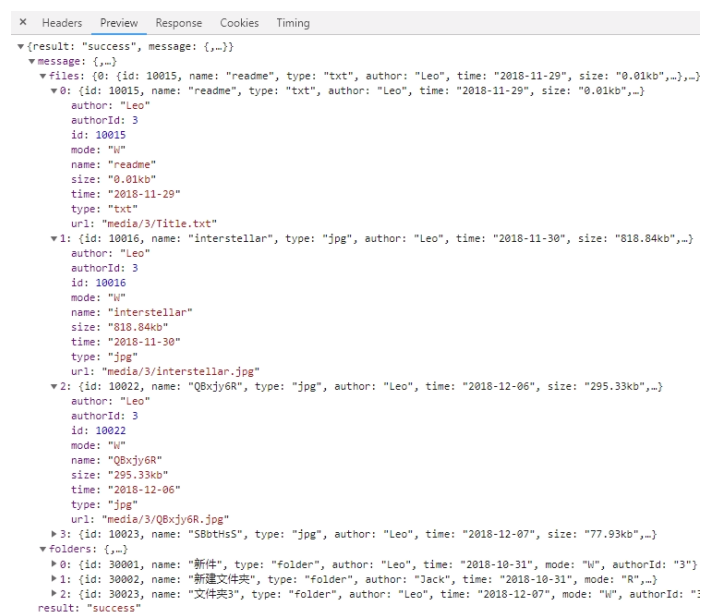 × Headers Preview Response Cookies Timing
▼{result: "success", message: {,…}}
▼message: {,…}
▼files: {0: {id: 10015, name: "readme", type: "txt", author: "Leo", time: "2018-11-29", size: "0.01kb",…},…}
▼0: {id: 10015, name: "readme", type: "txt", author: "Leo", time: "2018-11-29", size: "0.01kb",…}
author: "Leo"
authorId: 3
id: 10015
mode: "W"
name: "readme"
size: "0.01kb"
time: "2018-11-29"
type: "txt"
url: "media/3/Title.txt"
▼1: {id: 10016, name: "interstellar", type: "jpg", author: "Leo", time: "2018-11-30", size: "818.84kb",…}
author: "Leo"
authorId: 3
id: 10016
mode: "W"
name: "interstellar"
size: "818.84kb"
time: "2018-11-30"
type: "jpg"
url: "media/3/interstellar.jpg"
▼2: {id: 10022, name: "QBxjy6R", type: "jpg", author: "Leo", time: "2018-12-06", size: "295.33kb",…}
author: "Leo"
authorId: 3
id: 10022
mode: "W"
name: "QBxjy6R"
size: "295.33kb"
time: "2018-12-06"
type: "jpg"
url: "media/3/QBxjy6R.jpg"
▶3: {id: 10023, name: "SBbtHsS", type: "jpg", author: "Leo", time: "2018-12-07", size: "77.93kb",…}
▼folders: {,…}
▶0: {id: 30001, name: "新件", type: "folder", author: "Leo", time: "2018-10-31", mode: "W", authorId: "3"}
▶1: {id: 30002, name: "新建文件夹", type: "folder", author: "Jack", time: "2018-10-31", mode: "R",…}
▶2: {id: 30023, name: "文件夹3", type: "folder", author: "Leo", time: "2018-12-07", mode: "W", authorId: "3
result: "success"